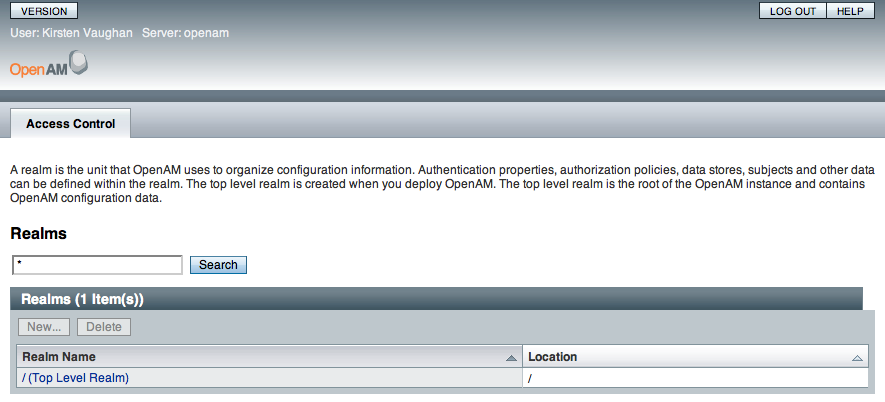 VERSION LOG OUT HELP
User: Kirsten Vaughan Server: openam
OpenAM
Access Control
A realm is the unit that OpenAM uses to organize configuration information. Authentication properties, authorization policies, data stores, subjects and other data
can be defined within the realm. The top level realm is created when you deploy OpenAM. The top level realm is the root of the OpenAM instance and contains
OpenAM configuration data.
Realms
* Search
Realms (1 Item(s))
New... Delete
Realm Name Location
/ (Top Level Realm) /